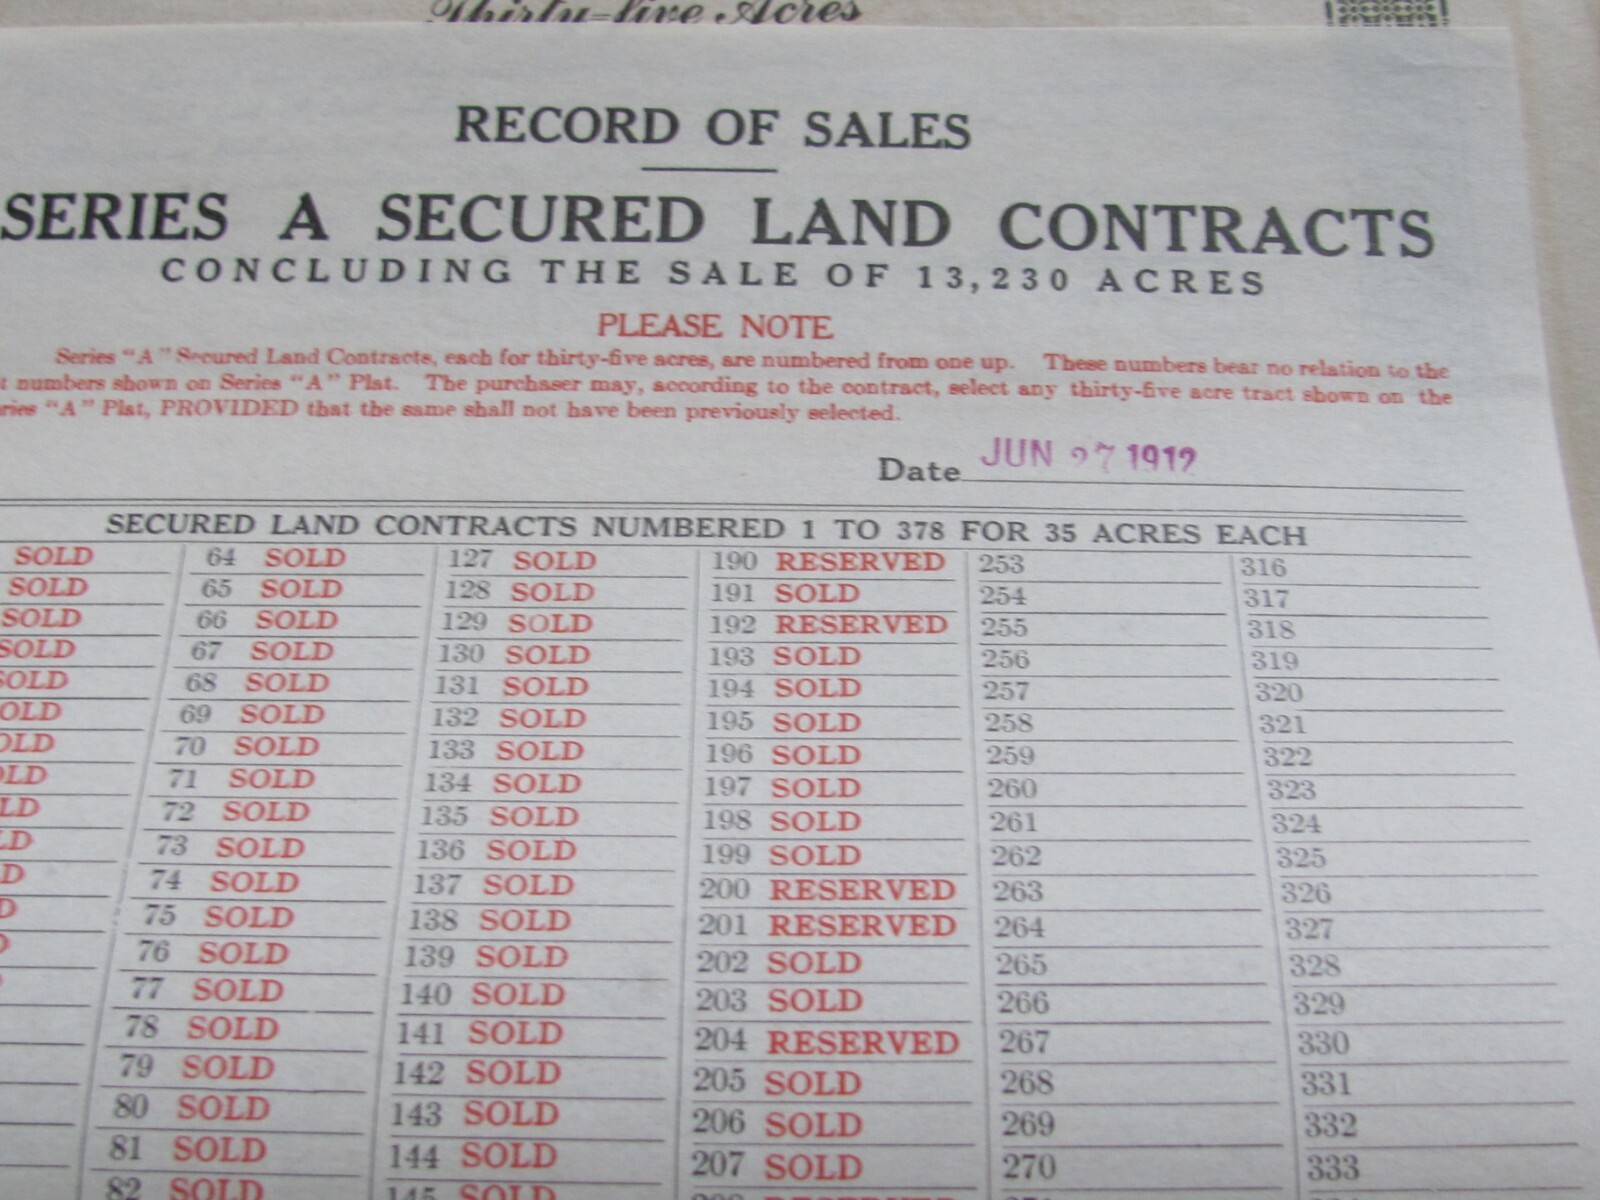 Thirty-five Acres
RECORD OF SALES
SERIES A SECURED LAND CONTRACTS
CONCLUDING THE SALE OF 13,230 ACRES
PLEASE NOTE
Series "A" Secured Land Contracts, each for thirty-five acres, are numbered from one up. These numbers bear no relation to the
numbers shown on Series "A" Plat. The purchaser may, according to the contract, select any thirty-five acre tract shown on the
"A" Plat, PROVIDED that the same shall not have been previously selected.
Date JUN 27 1912
SECURED LAND CONTRACTS NUMBERED 1 TO 378 FOR 35 ACRES EACH
SOLD 64 SOLD 127 SOLD 190 RESERVED 253 316
SOLD 65 SOLD 128 SOLD 191 SOLD 254 317
SOLD 66 SOLD 129 SOLD 192 RESERVED 255 318
SOLD 67 SOLD 130 SOLD 193 SOLD 256 319
SOLD 68 SOLD 131 SOLD 194 SOLD 257 320
OLD 69 SOLD 132 SOLD 195 SOLD 258 321
OLD 70 SOLD 133 SOLD 196 SOLD 259 322
LD 71 SOLD 134 SOLD 197 SOLD 260 323
LD 72 SOLD 135 SOLD 198 SOLD 261 324
LD 73 SOLD 136 SOLD 199 SOLD 262 325
D 74 SOLD 137 SOLD 200 RESERVED 263 326
D 75 SOLD 138 SOLD 201 RESERVED 264 327
76 SOLD 139 SOLD 202 SOLD 265 328
77 SOLD 140 SOLD 203 SOLD 266 329
78 SOLD 141 SOLD 204 RESERVED 267 330
79 SOLD 142 SOLD 205 SOLD 268 331
80 SOLD 143 SOLD 206 SOLD 269 332
81 SOLD 144 SOLD 207 SOLD 270 333
82 SOLD 145 SOLD 208 RESERVED